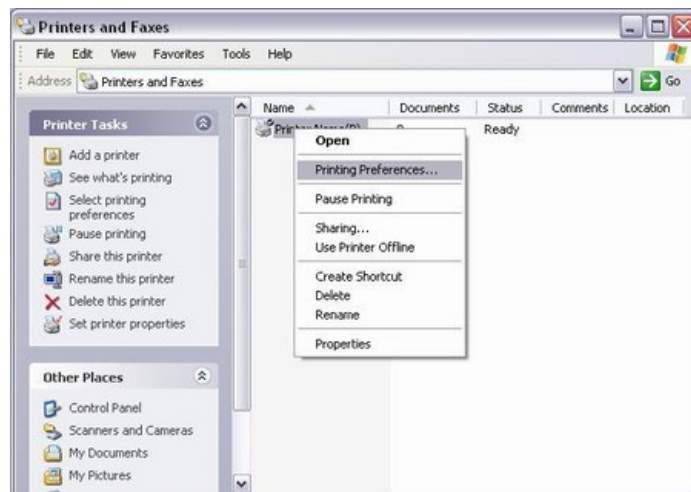 Printers and Faxes
File Edit View Favorites Tools Help
Address Printers and Faxes Go
Name Documents Status Comments Location
Printer Tasks
Ready
Open
Add a printer
See what's printing
Printing Preferences...
Select printing
preferences
Pause Printing
Pause printing
Sharing...
Share this printer
Use Printer Offline
Rename this printer
Create Shortcut
Delete this printer
Delete
Set printer properties
Rename
Properties
Other Places
Control Panel
Scanners and Cameras
My Documents
My Pictures